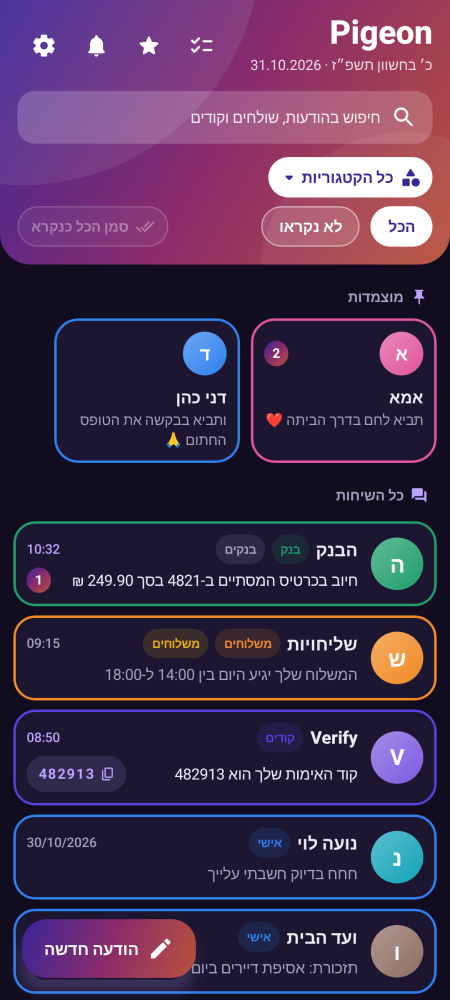 Pigeon
כ׳ בחשוון תשפ״ז · 31.10.2026
חיפוש בהודעות, שולחים וקודים
כל הקטגוריות
הכל
לא נקראו
סמן הכל כנקרא
מוצמדות
א
2
אמא
תביא לחם בדרך הביתה ❤️
ד
דני כהן
ותביא בבקשה את הטופס
החתום 🙏
כל השיחות
ה
הבנק בנק בנקים 10:32
חיוב בכרטיס המסתיים ב-4821 בסך 249.90 ₪ 1
ש
שליחויות משלוחים משלוחים 09:15
המשלוח שלך יגיע היום בין 14:00 ל-18:00
V
Verify קודים 08:50
קוד האימות שלך הוא 482913 482913
נ
נועה לוי אישי 30/10/2026
חחח בדיוק חשבתי עלייך
ו
ועד הבית אישי
תזכורת: אסיפת דיירים ביום
הודעה חדשה